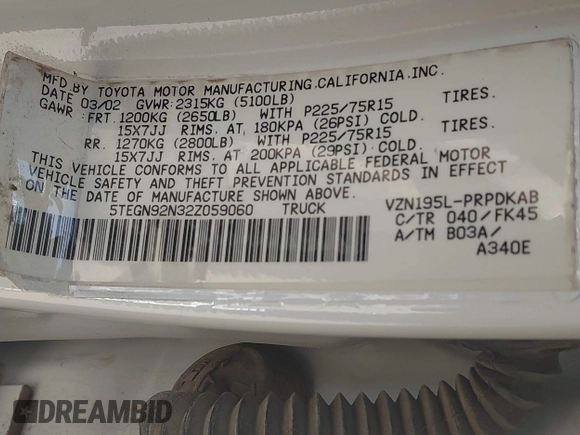 MFD BY TOYOTA MOTOR MANUFACTURING.CALIFORNIA.INC.
DATE 03/02 GVWR:2315KG (5100LB)
GAWR:FRT.1200KG (2650LB) WITH P225/75R15 TIRES.
15X7JJ RIMS. AT 180KPA (26PSI) COLD.
RR. 1270KG (2800LB) WITH P225/75R15 TIRES.
15X7JJ RIMS. AT 200KPA (29PSI) COLD.
THIS VEHICLE CONFORMS TO ALL APPLICABLE FEDERAL MOTOR
VEHICLE SAFETY AND THEFT PREVENTION STANDARDS IN EFFECT
ON THE DATE OF MANUFACTURE SHOWN ABOVE.
5TEGN92N32Z059060 TRUCK
VZN195L-PRPDKAB
C/TR 040/FK45
A/TM B03A/
A340E
DREAMBID